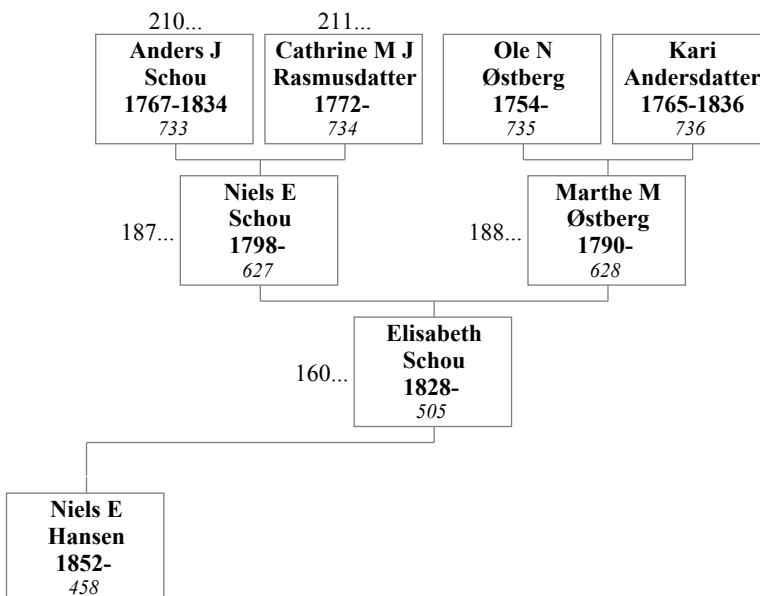 210...
211...
Anders J
Schou
1767-1834
733
Cathrine M J
Rasmusdatter
1772-
734
Ole N
Østberg
1754-
735
Kari
Andersdatter
1765-1836
736
187...
Niels E
Schou
1798-
627
188...
Marthe M
Østberg
1790-
628
160...
Elisabeth
Schou
1828-
505
Niels E
Hansen
1852-
458